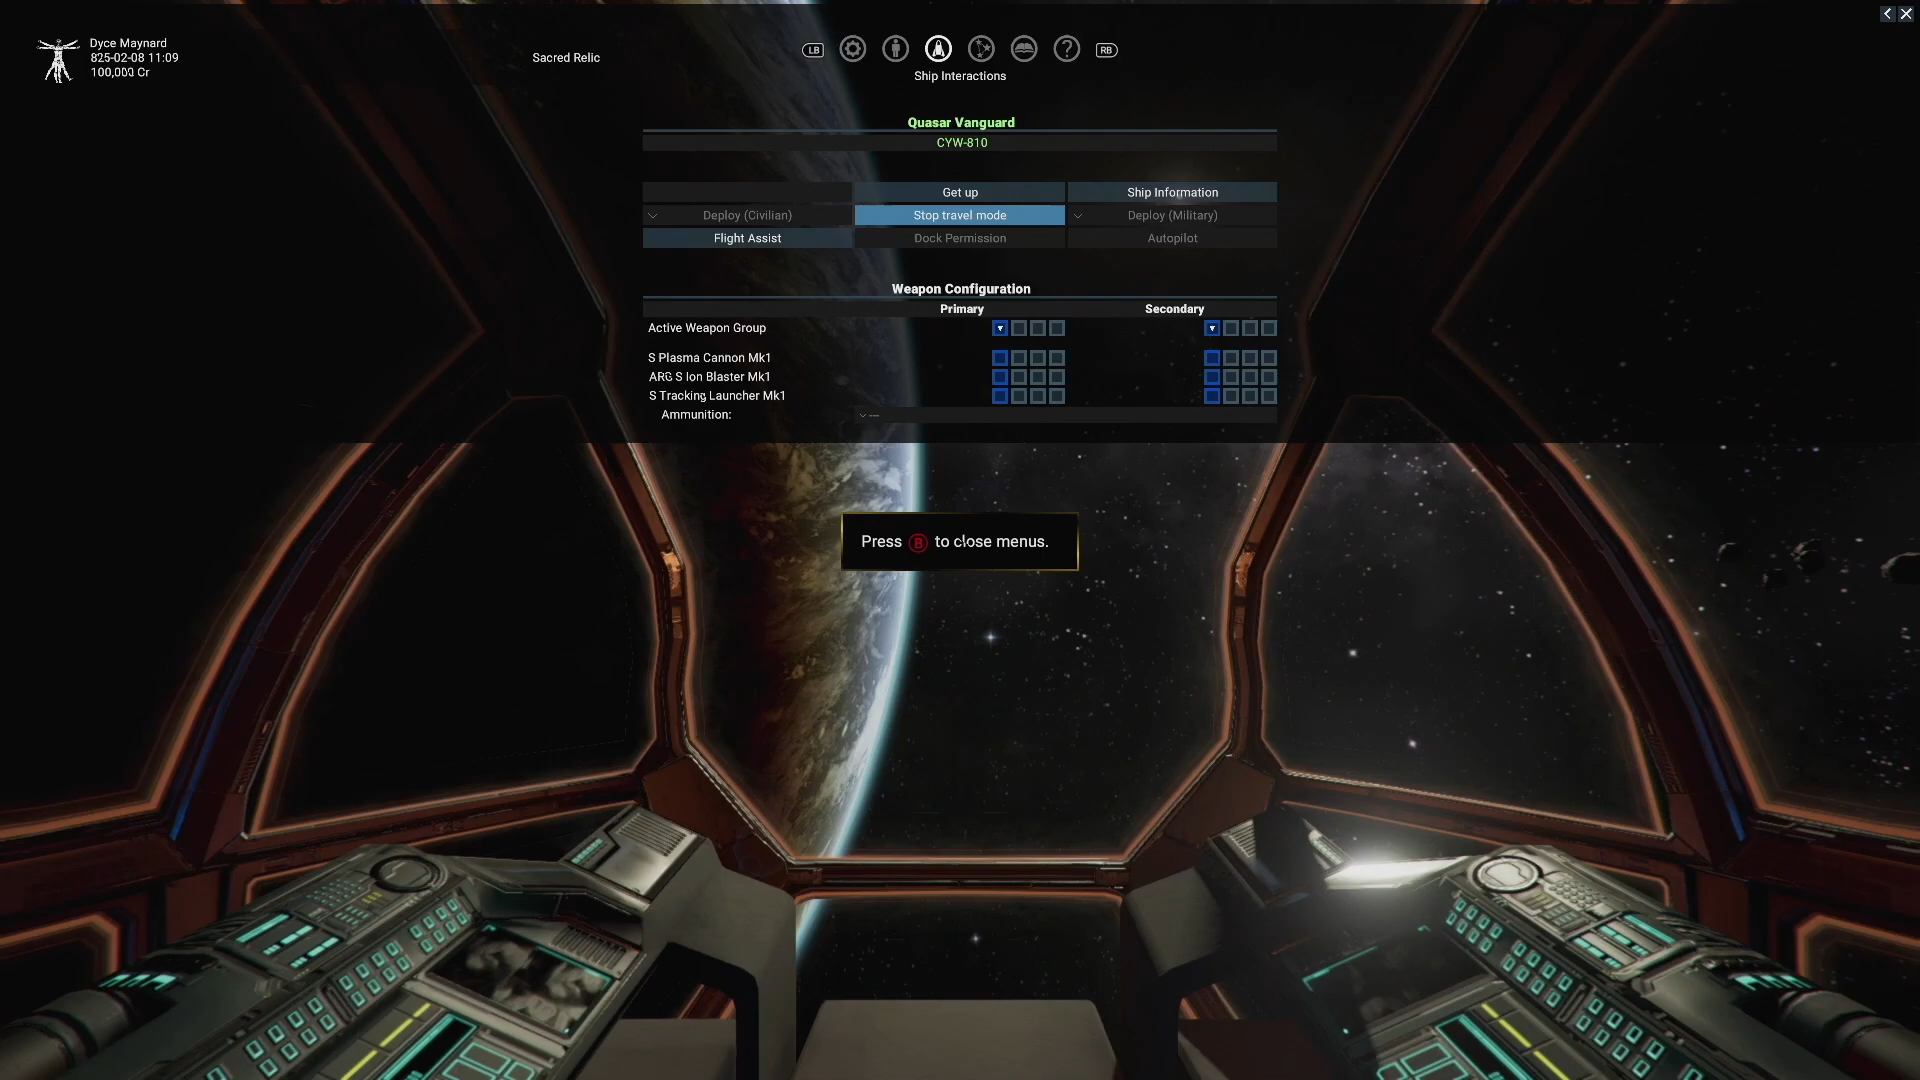 Dyce Maynard
825-02-08 11:09
100,000 Cr
Sacred Relic
LB
?
RB
Ship Interactions
Quasar Vanguard
CYW-810
Get up
Ship Information
Deploy (Civilian)
Stop travel mode
Deploy (Military)
Flight Assist
Dock Permission
Autopilot
Weapon Configuration
Primary
Secondary
Active Weapon Group
S Plasma Cannon Mk1
ARG S Ion Blaster Mk1
S Tracking Launcher Mk1
Ammunition:
---
Press B to close menus.